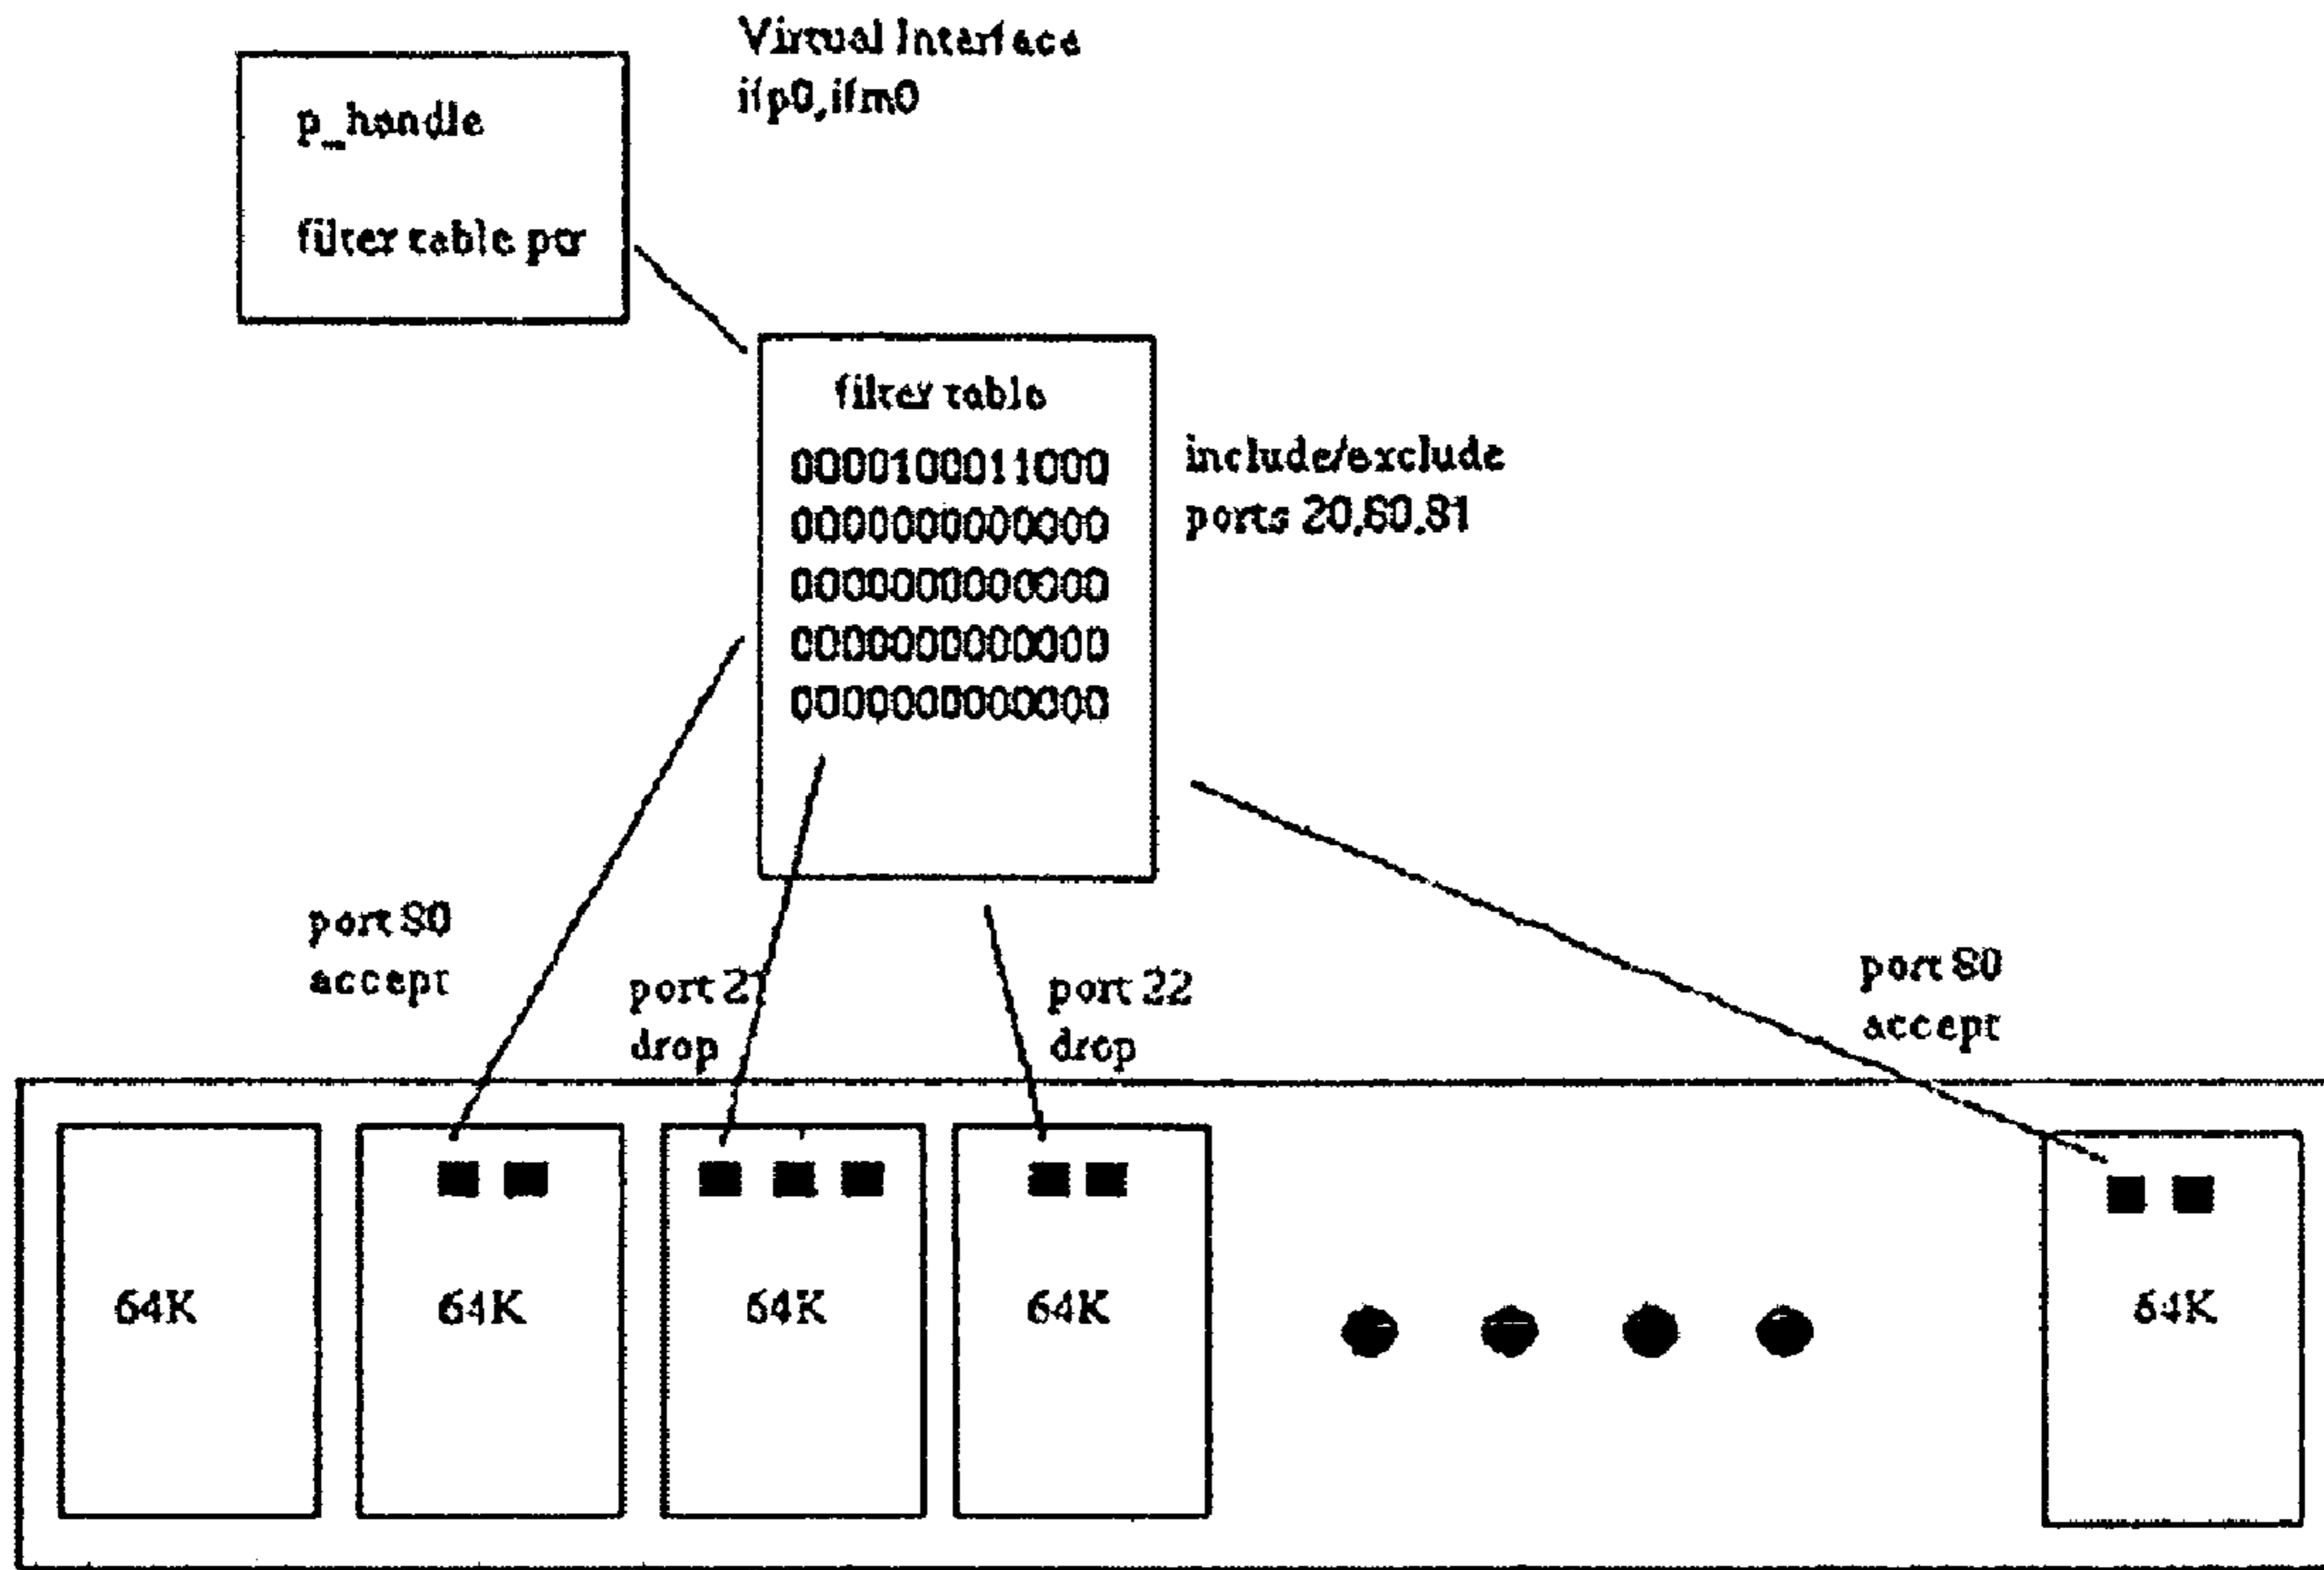 Virtual Interface
ifp0,ifm0
p_handle
filter table ptr
filter table
0000100011000
0000000000000
0000000000000
0000000000000
0000000000000
include/exclude
ports 20,80,81
port 80
accept
port 21
drop
port 22
drop
port 80
accept
64K
64K
64K
64K
64K